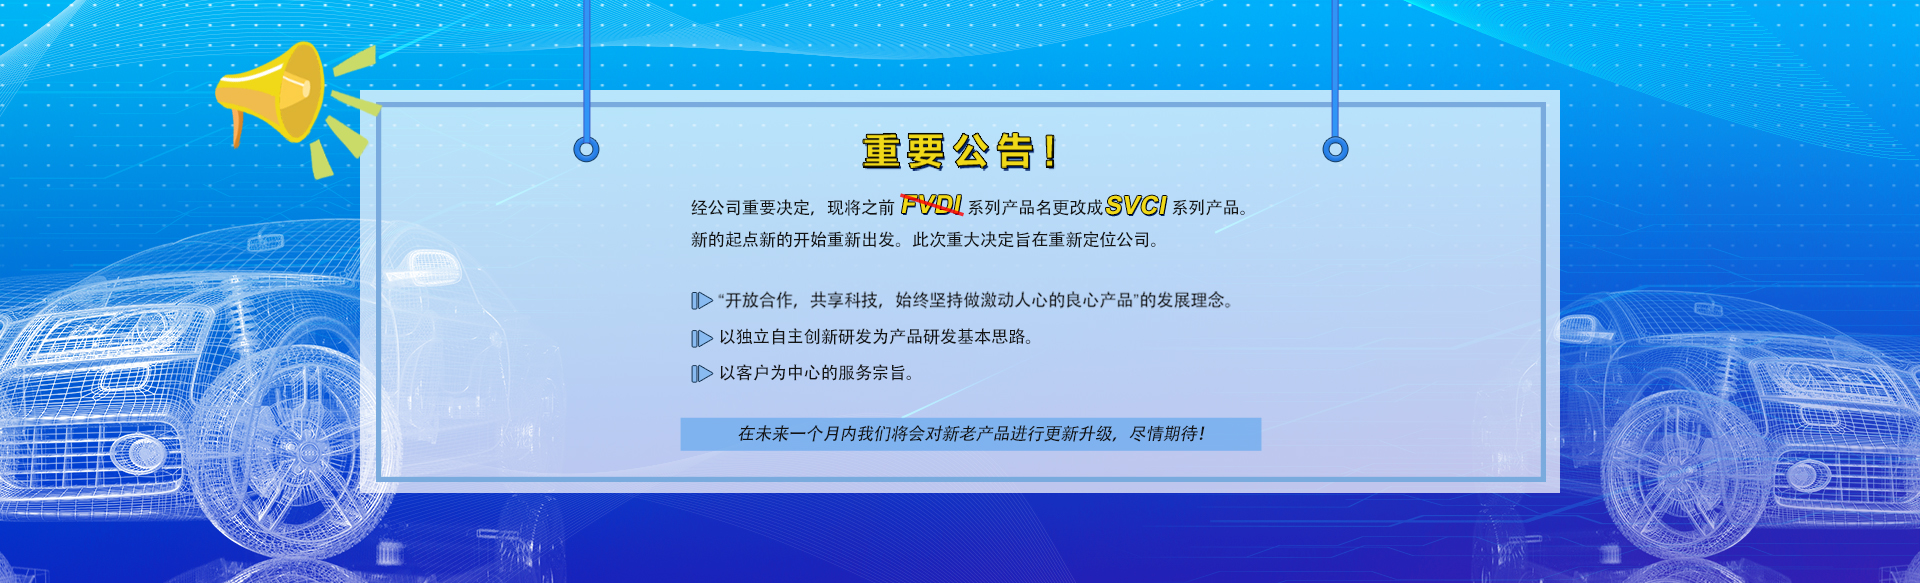 重要公告！
经公司重要决定，现将之前 FVDI 系列产品名更改成SVCI 系列产品。
新的起点新的开始重新出发。此次重大决定旨在重新定位公司。
“开放合作，共享科技，始终坚持做激动人心的良心产品”的发展理念。
以独立自主创新研发为产品研发基本思路。
以客户为中心的服务宗旨。
在未来一个月内我们将会对新老产品进行更新升级，尽情期待！